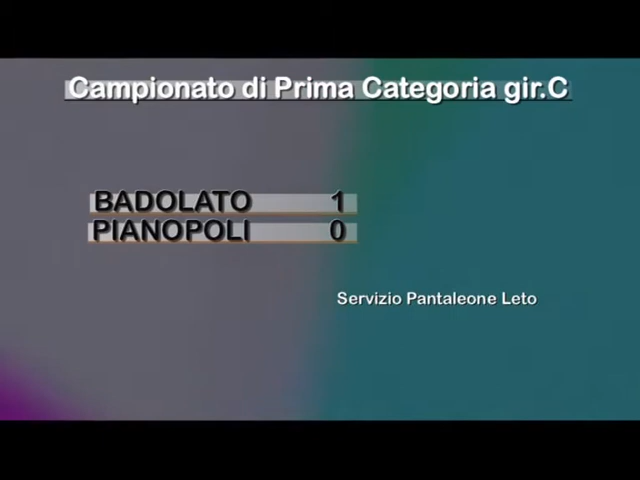 Campionato di Prima Categoria gir.C
BADOLATO 1
PIANOPOLI 0
Servizio Pantaleone Leto